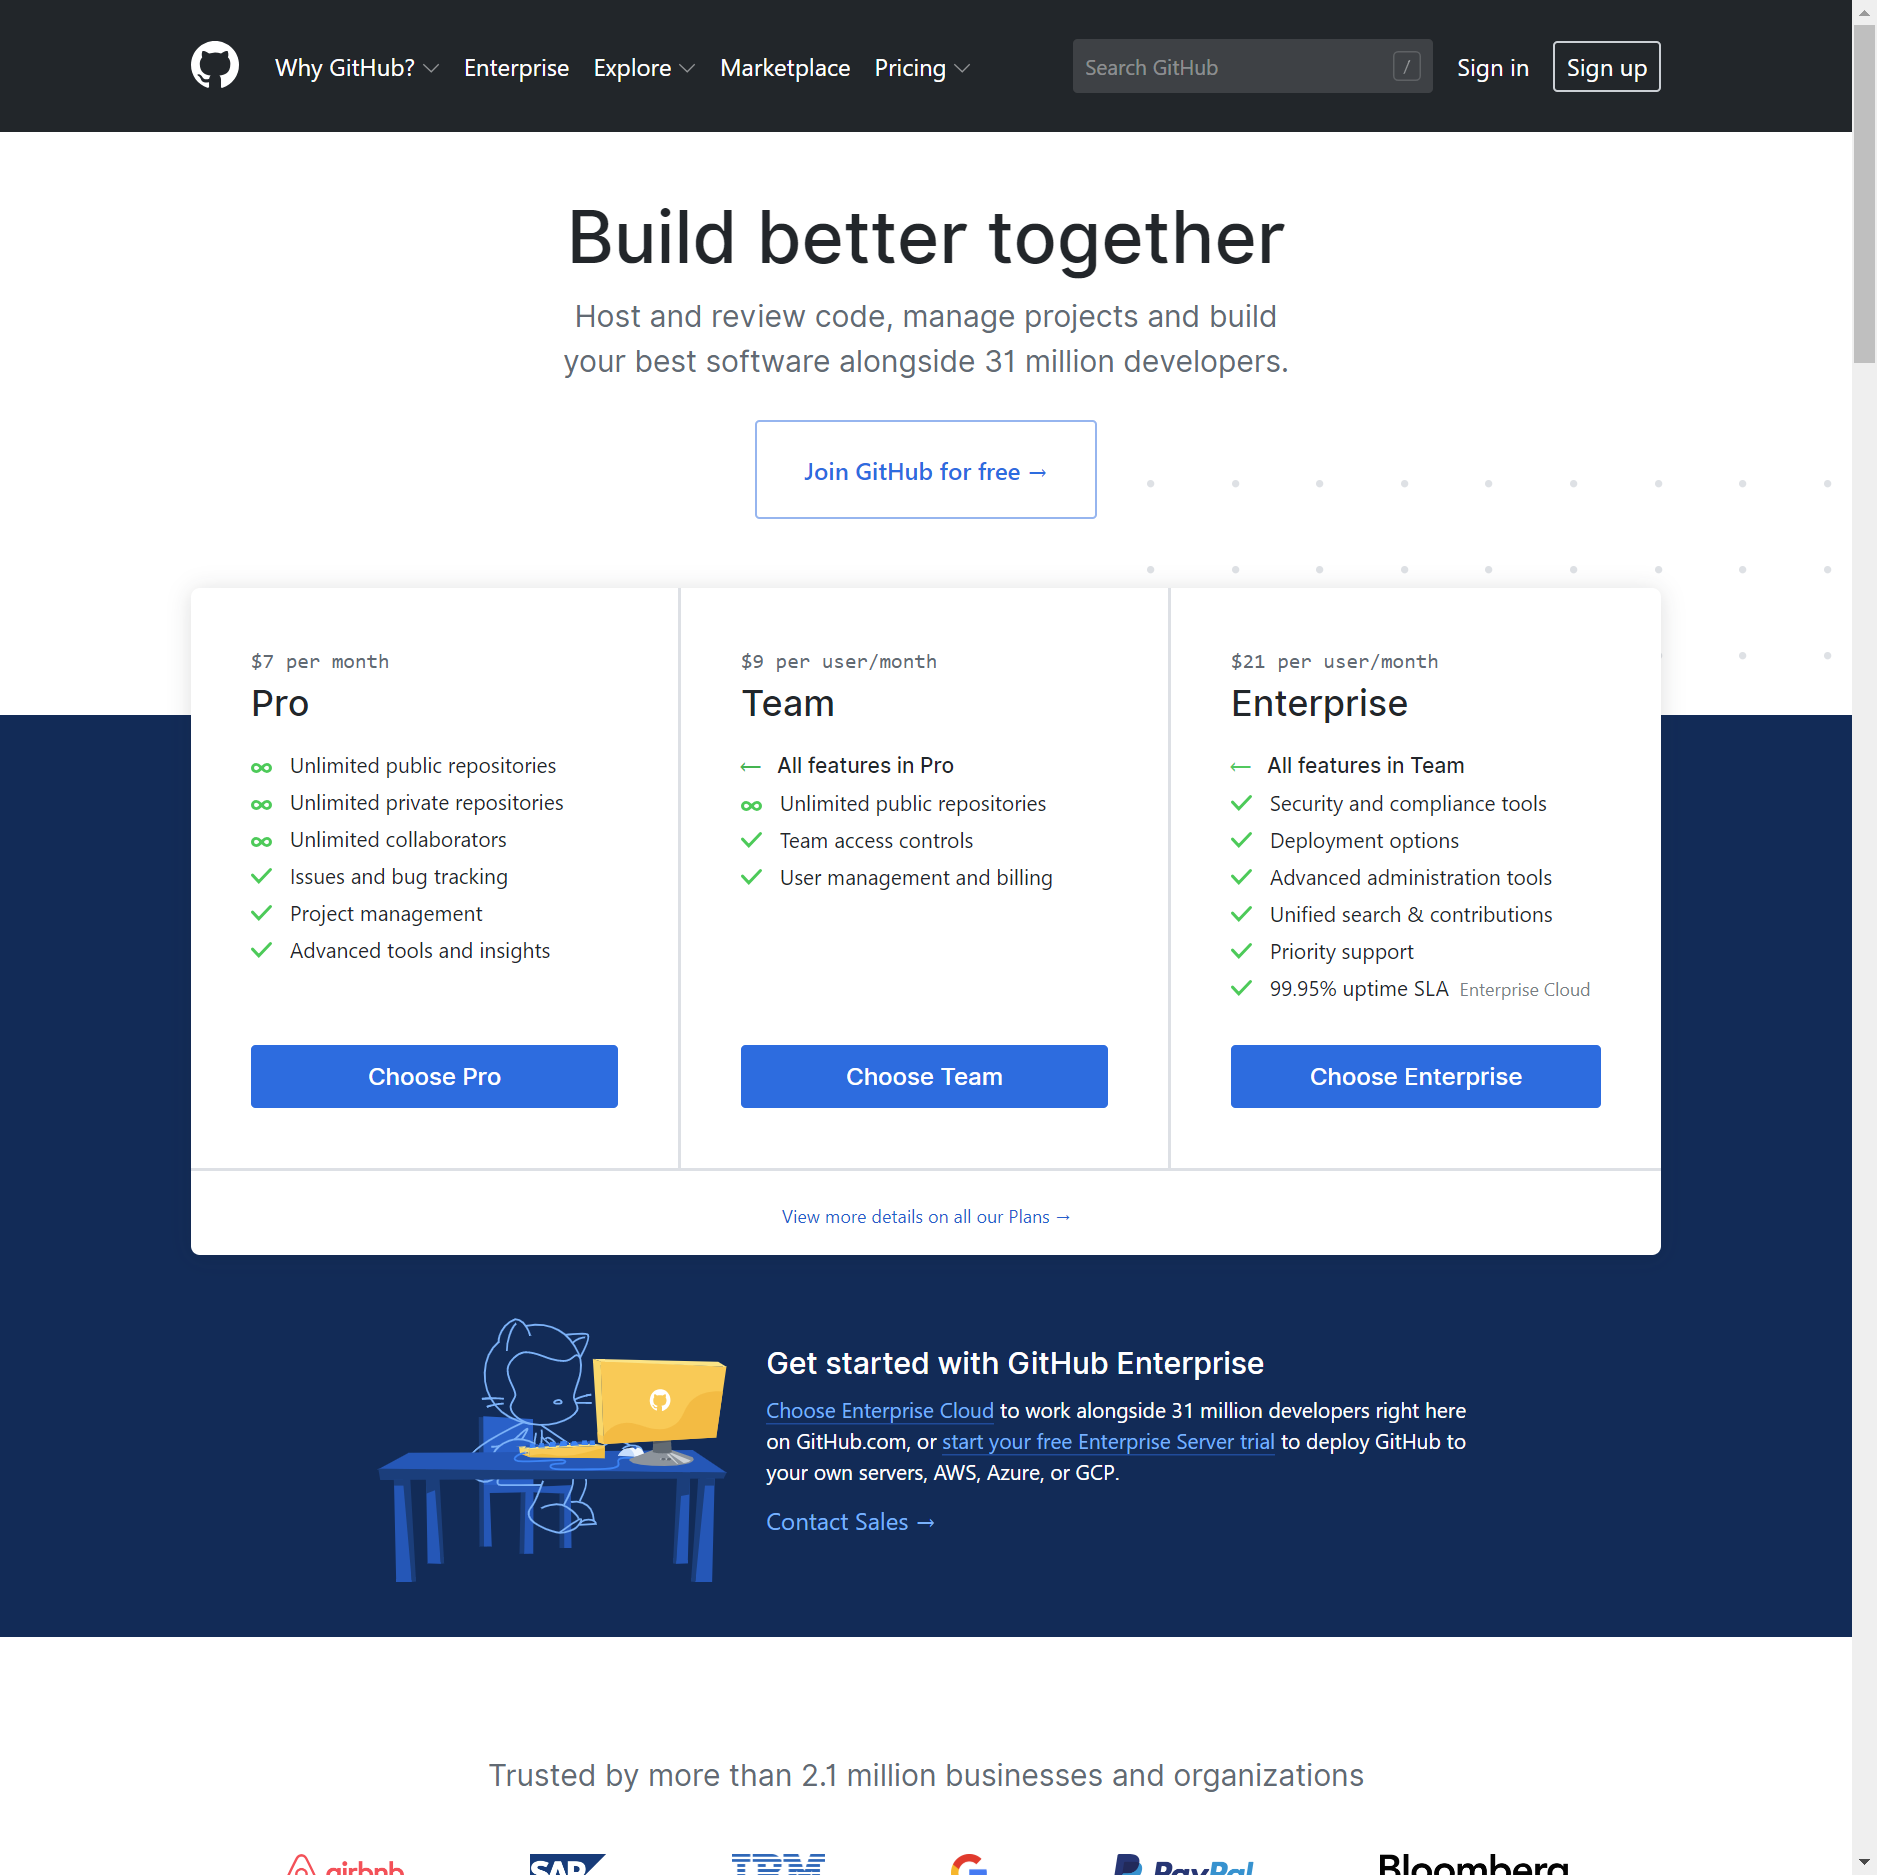 Why GitHub? Enterprise Explore Marketplace Pricing Search GitHub / Sign in Sign up
Build better together
Host and review code, manage projects and build
your best software alongside 31 million developers.
Join GitHub for free →
$7 per month
Pro
Unlimited public repositories
Unlimited private repositories
Unlimited collaborators
Issues and bug tracking
Project management
Advanced tools and insights
Choose Pro
$9 per user/month
Team
← All features in Pro
Unlimited public repositories
Team access controls
User management and billing
Choose Team
$21 per user/month
Enterprise
← All features in Team
Security and compliance tools
Deployment options
Advanced administration tools
Unified search & contributions
Priority support
99.95% uptime SLA Enterprise Cloud
Choose Enterprise
View more details on all our Plans →
Get started with GitHub Enterprise
Choose Enterprise Cloud to work alongside 31 million developers right here
on GitHub.com, or start your free Enterprise Server trial to deploy GitHub to
your own servers, AWS, Azure, or GCP.
Contact Sales →
Trusted by more than 2.1 million businesses and organizations
airbnb SAP IBM G PayPal Bloomberg